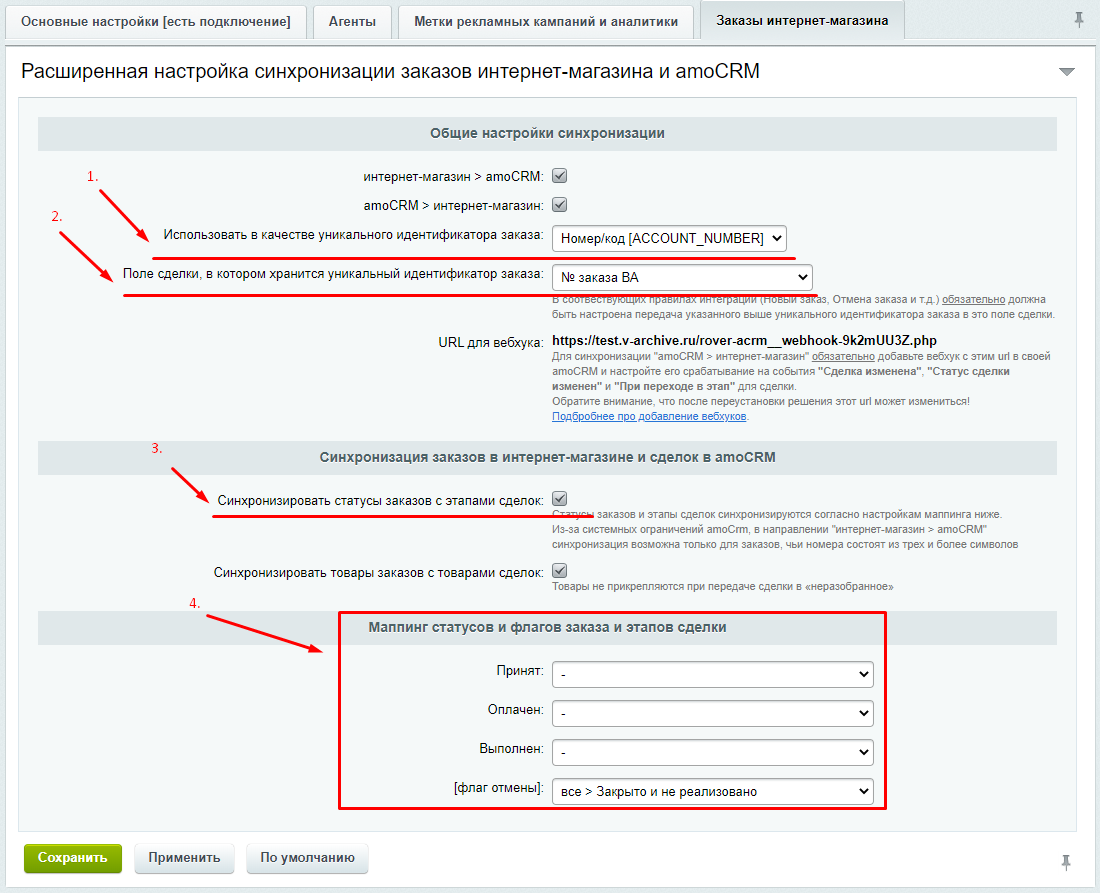 Основные настройки [есть подключение]
Агенты
Метки рекламных кампаний и аналитики
Заказы интернет-магазина
Расширенная настройка синхронизации заказов интернет-магазина и amoCRM
Общие настройки синхронизации
1.
интернет-магазин > amoCRM:
amoCRM > интернет-магазин:
2.
Использовать в качестве уникального идентификатора заказа:
Номер/код [ACCOUNT_NUMBER]
Поле сделки, в котором хранится уникальный идентификатор заказа:
№ заказа ВА
В соотвествующих правилах интеграции (Новый заказ, Отмена заказа и т.д.) обязательно должна
быть настроена передача указанного выше уникального идентификатора заказа в это поле сделки.
URL для вебхука:
https://test.v-archive.ru/rover-acrm__webhook-9k2mUU3Z.php
Для синхронизации "amoCRM > интернет-магазин" обязательно добавьте вебхук с этим url в своей
amoCRM и настройте его срабатывание на события "Сделка изменена", "Статус сделки
изменен" и "При переходе в этап" для сделки.
Обратите внимание, что после переустановки решения этот url может измениться!
Подбробнее про добавление вебхуков.
3.
Синхронизация заказов в интернет-магазине и сделок в amoCRM
Синхронизировать статусы заказов с этапами сделок:
Статусы заказов и этапы сделок синхронизируются согласно настройкам маппинга ниже.
Из-за системных ограничений amoCrm, в направлении "интернет-магазин > amoCRM"
синхронизация возможна только для заказов, чьи номера состоят из трех и более символов
Синхронизировать товары заказов с товарами сделок:
Товары не прикрепляются при передаче сделки в «неразобранное»
4.
Маппинг статусов и флагов заказа и этапов сделки
Принят:
-
Оплачен:
-
Выполнен:
-
[флаг отмены]:
все > Закрыто и не реализовано
Сохранить
Применить
По умолчанию